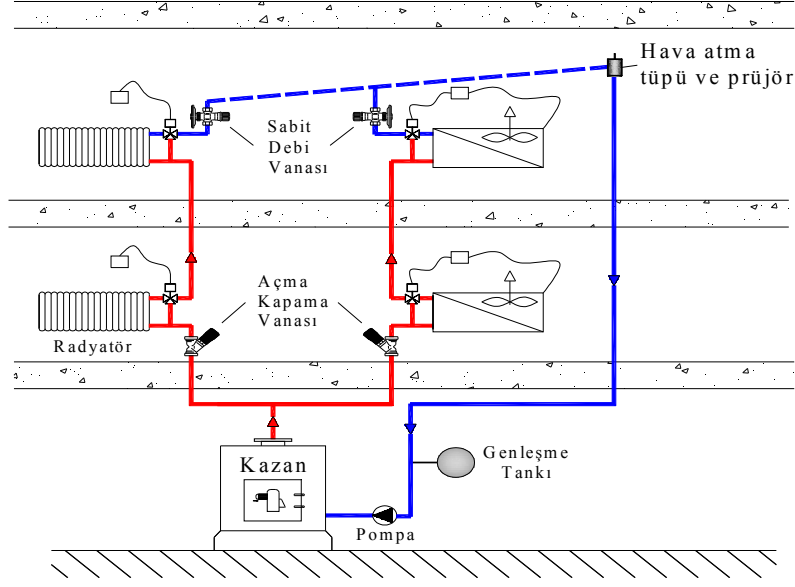 Hava atma
tüpü ve prüjör
Sabit
Debi
Vanası
Açma
Kapama
Vanası
Radyatör
Kazan
Genleşme
Tankı
Pompa